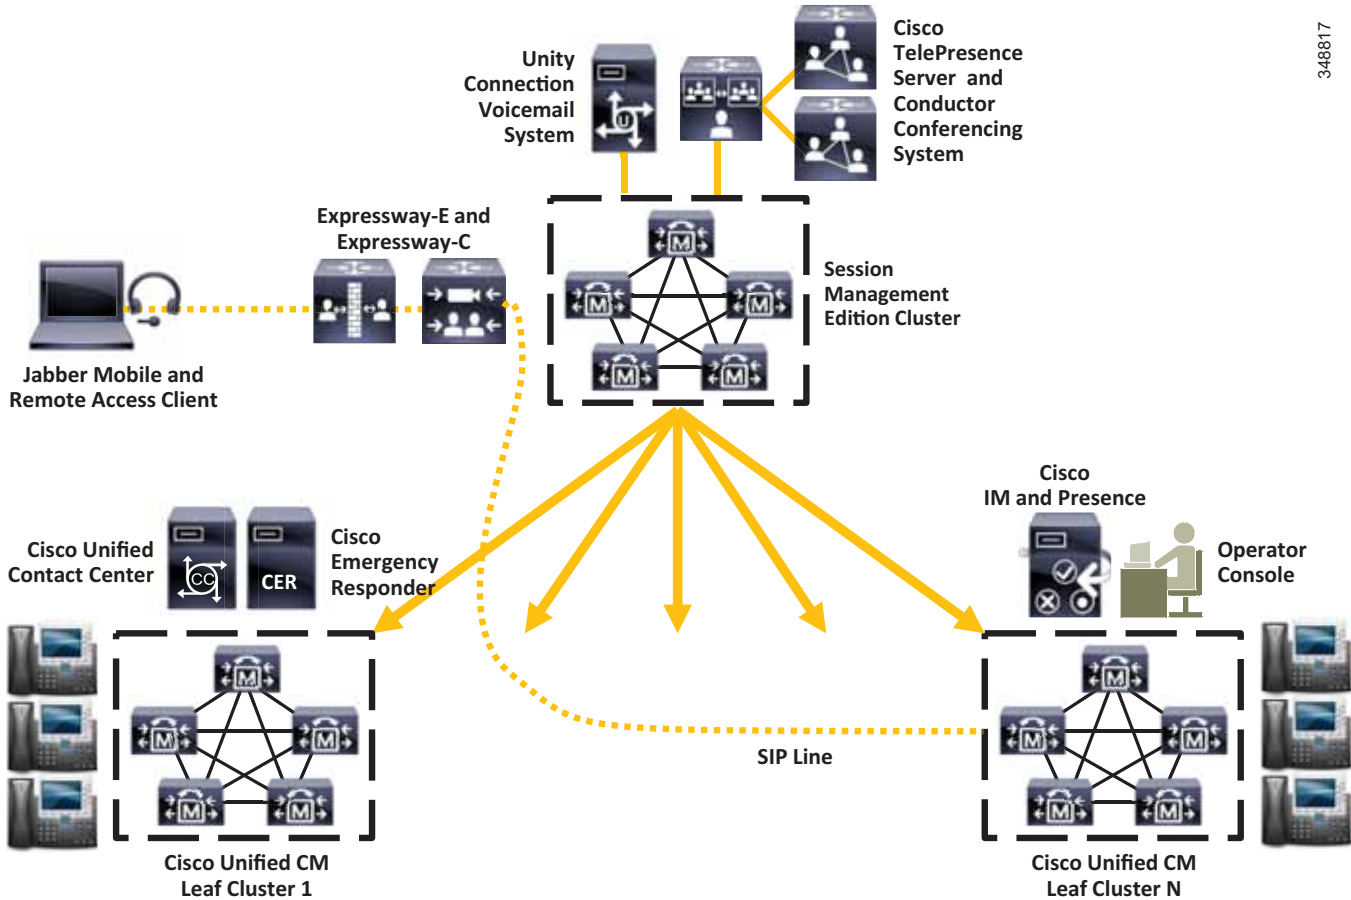 348817
Cisco
TelePresence
Server and
Conductor
Conferencing
System
Unity
Connection
Voicemail
System
U
Expressway-E and
Expressway-C
M
M
M
M
M
Session
Management
Edition Cluster
Jabber Mobile and
Remote Access Client
Cisco
IM and Presence
Cisco Unified
Contact Center
CC
CER
Cisco
Emergency
Responder
Operator
Console
M
M
M
M
M
SIP Line
M
M
M
M
M
Cisco Unified CM
Leaf Cluster 1
Cisco Unified CM
Leaf Cluster N